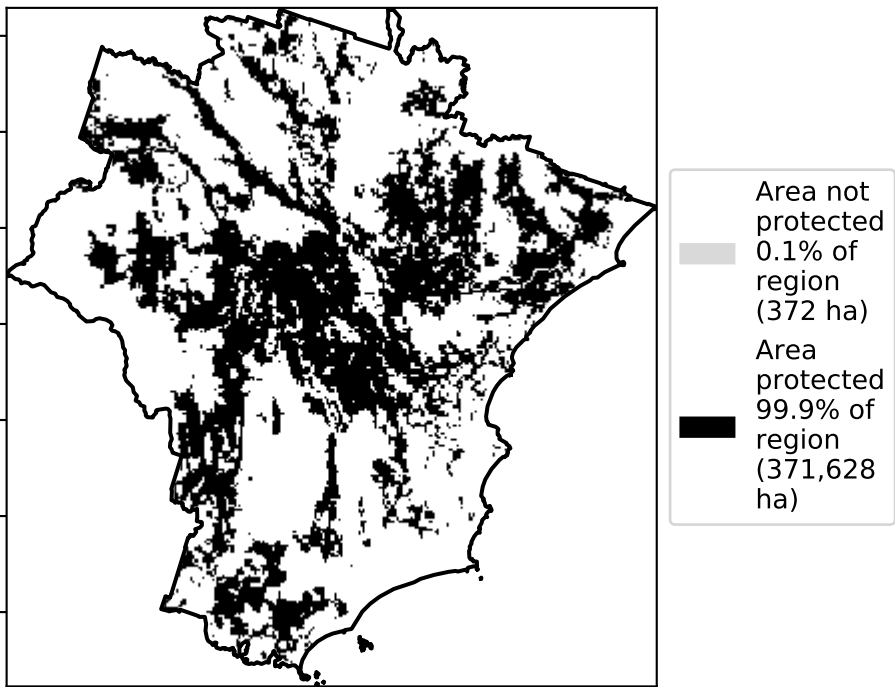 Area not
protected
0.1% of
region
(372 ha)
Area
protected
99.9% of
region
(371,628
ha)